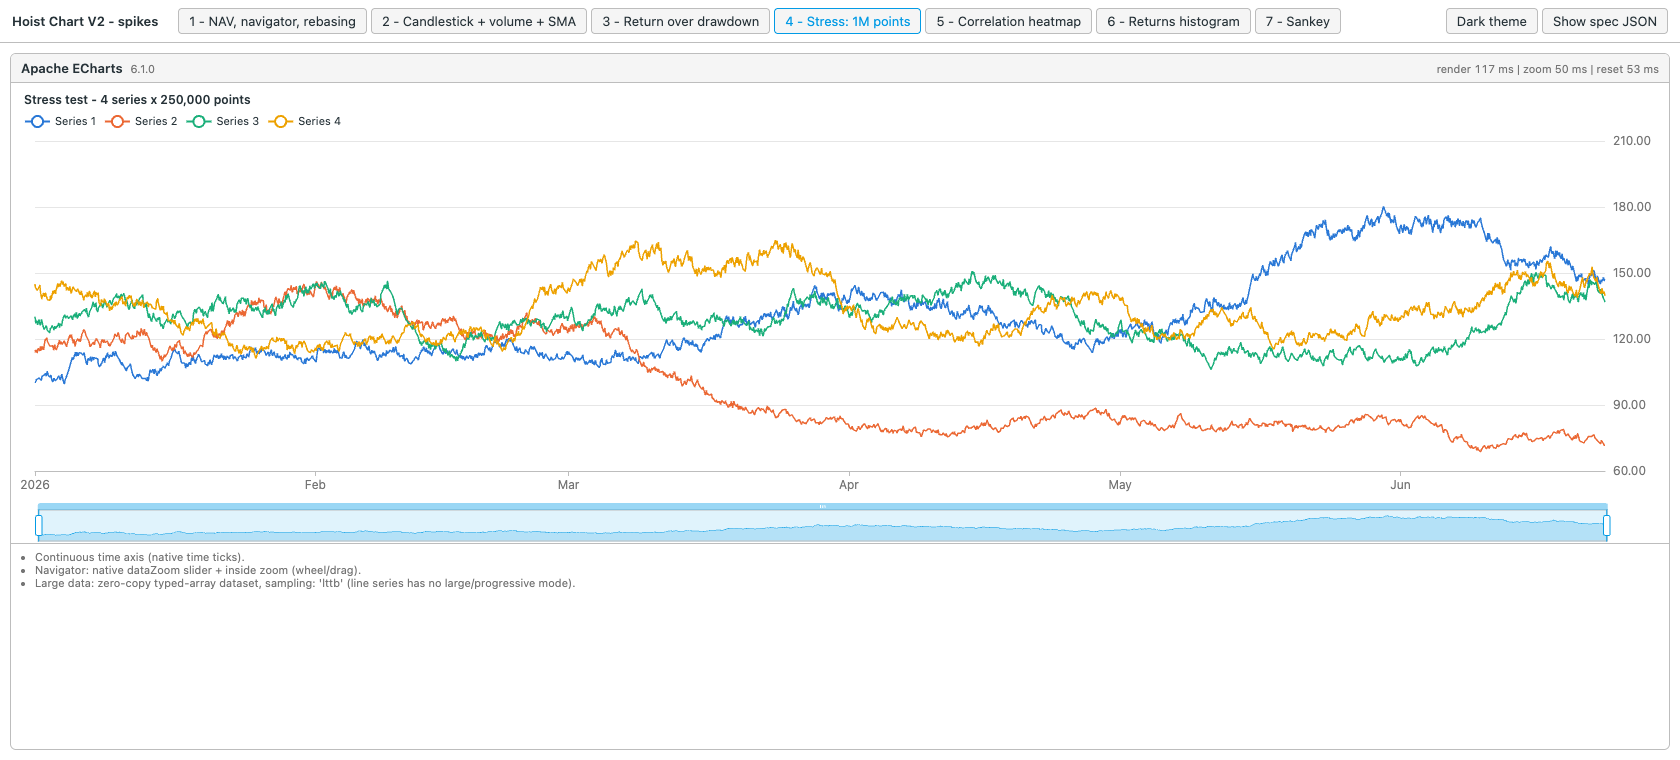 Hoist Chart V2 - spikes
1 - NAV, navigator, rebasing
2 - Candlestick + volume + SMA
3 - Return over drawdown
4 - Stress: 1M points
5 - Correlation heatmap
6 - Returns histogram
7 - Sankey
Dark theme
Show spec JSON
Apache ECharts 6.1.0
render 117 ms | zoom 50 ms | reset 53 ms
Stress test - 4 series x 250,000 points
Series 1
Series 2
Series 3
Series 4
210.00
180.00
150.00
120.00
90.00
60.00
2026
Feb
Mar
Apr
May
Jun
Continuous time axis (native time ticks).
Navigator: native dataZoom slider + inside zoom (wheel/drag).
Large data: zero-copy typed-array dataset, sampling: 'lttb' (line series has no large/progressive mode).